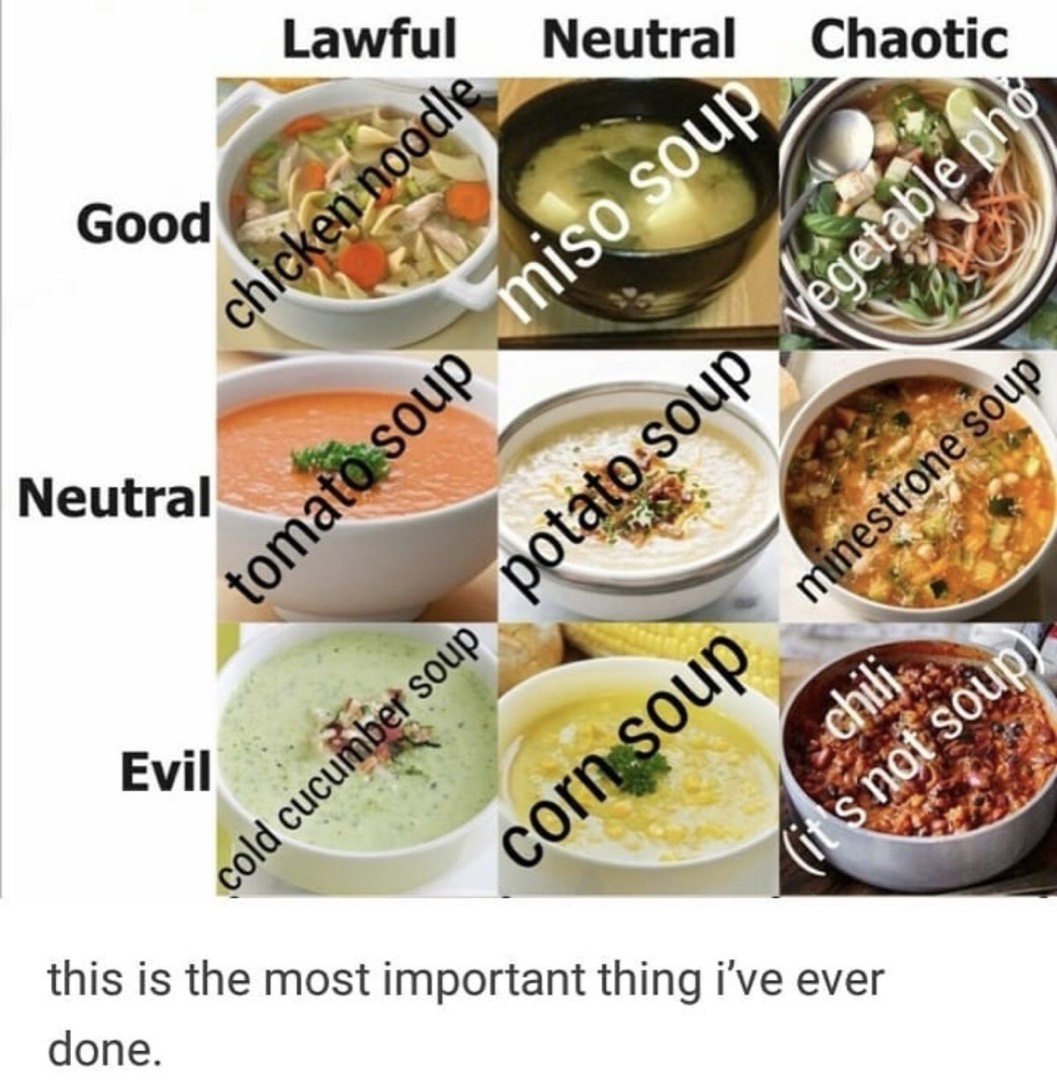 Lawful Neutral Chaotic
Good
chicken noodle
miso soup
vegetable phở
Neutral
tomato soup
potato soup
minestrone soup
Evil
cold cucumber soup
corn soup
chili
(it's not soup)
this is the most important thing i've ever
done.